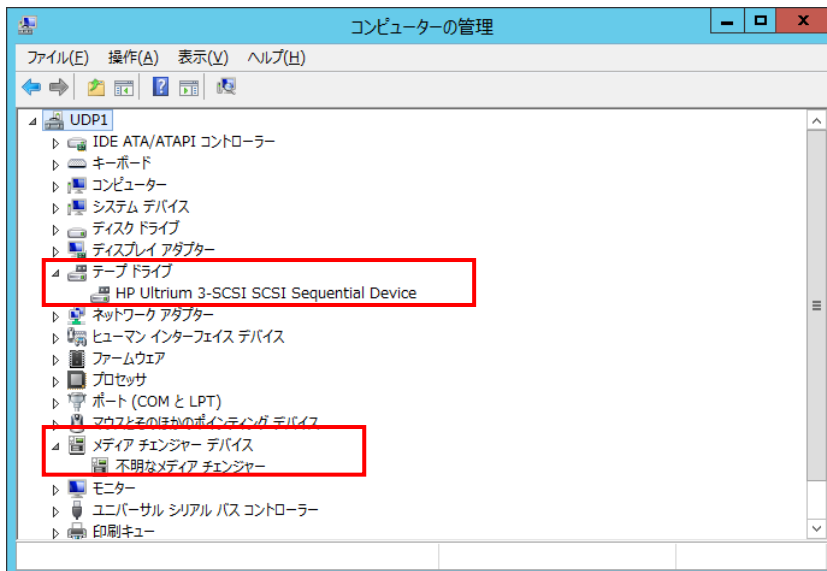 コンピューターの管理
ファイル(F) 操作(A) 表示(V) ヘルプ(H)
UDP1
IDE ATA/ATAPI コントローラー
キーボード
コンピューター
システム デバイス
ディスク ドライブ
ディスプレイ アダプター
テープ ドライブ
HP Ultrium 3-SCSI SCSI Sequential Device
ネットワーク アダプター
ヒューマン インターフェイス デバイス
ファームウェア
プロセッサ
ポート (COM と LPT)
マウスとそのほかのポインティング デバイス
メディア チェンジャー デバイス
不明なメディア チェンジャー
モニター
ユニバーサル シリアル バス コントローラー
印刷キュー